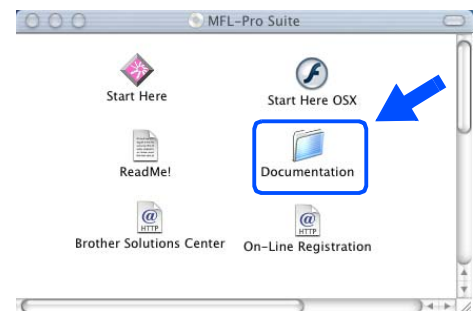 MFL-Pro Suite
Start Here
Start Here OSX
ReadMe!
Documentation
@
HTTP
Brother Solutions Center
@
HTTP
On-Line Registration